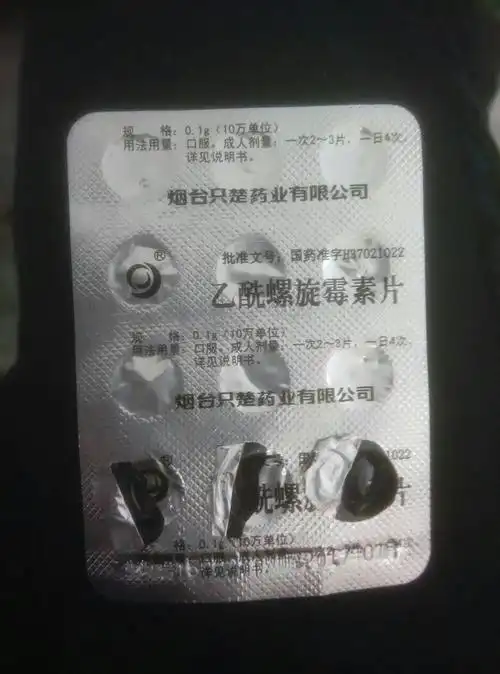 规 格：0.1g（10万单位）
用法用量：口服。成人剂量：一次2～3片，一日4次，
详见说明书。
烟台只楚药业有限公司
®
批准文号：国药准字H37021022
乙酰螺旋霉素片
规 格：0.1g（10万单位）
用法用量：口服。成人剂量：一次2～3片，一日4次，
详见说明书。
烟台只楚药业有限公司
®
1022
酰螺旋 片
格：0.1g（10万单位）
详见说明书。